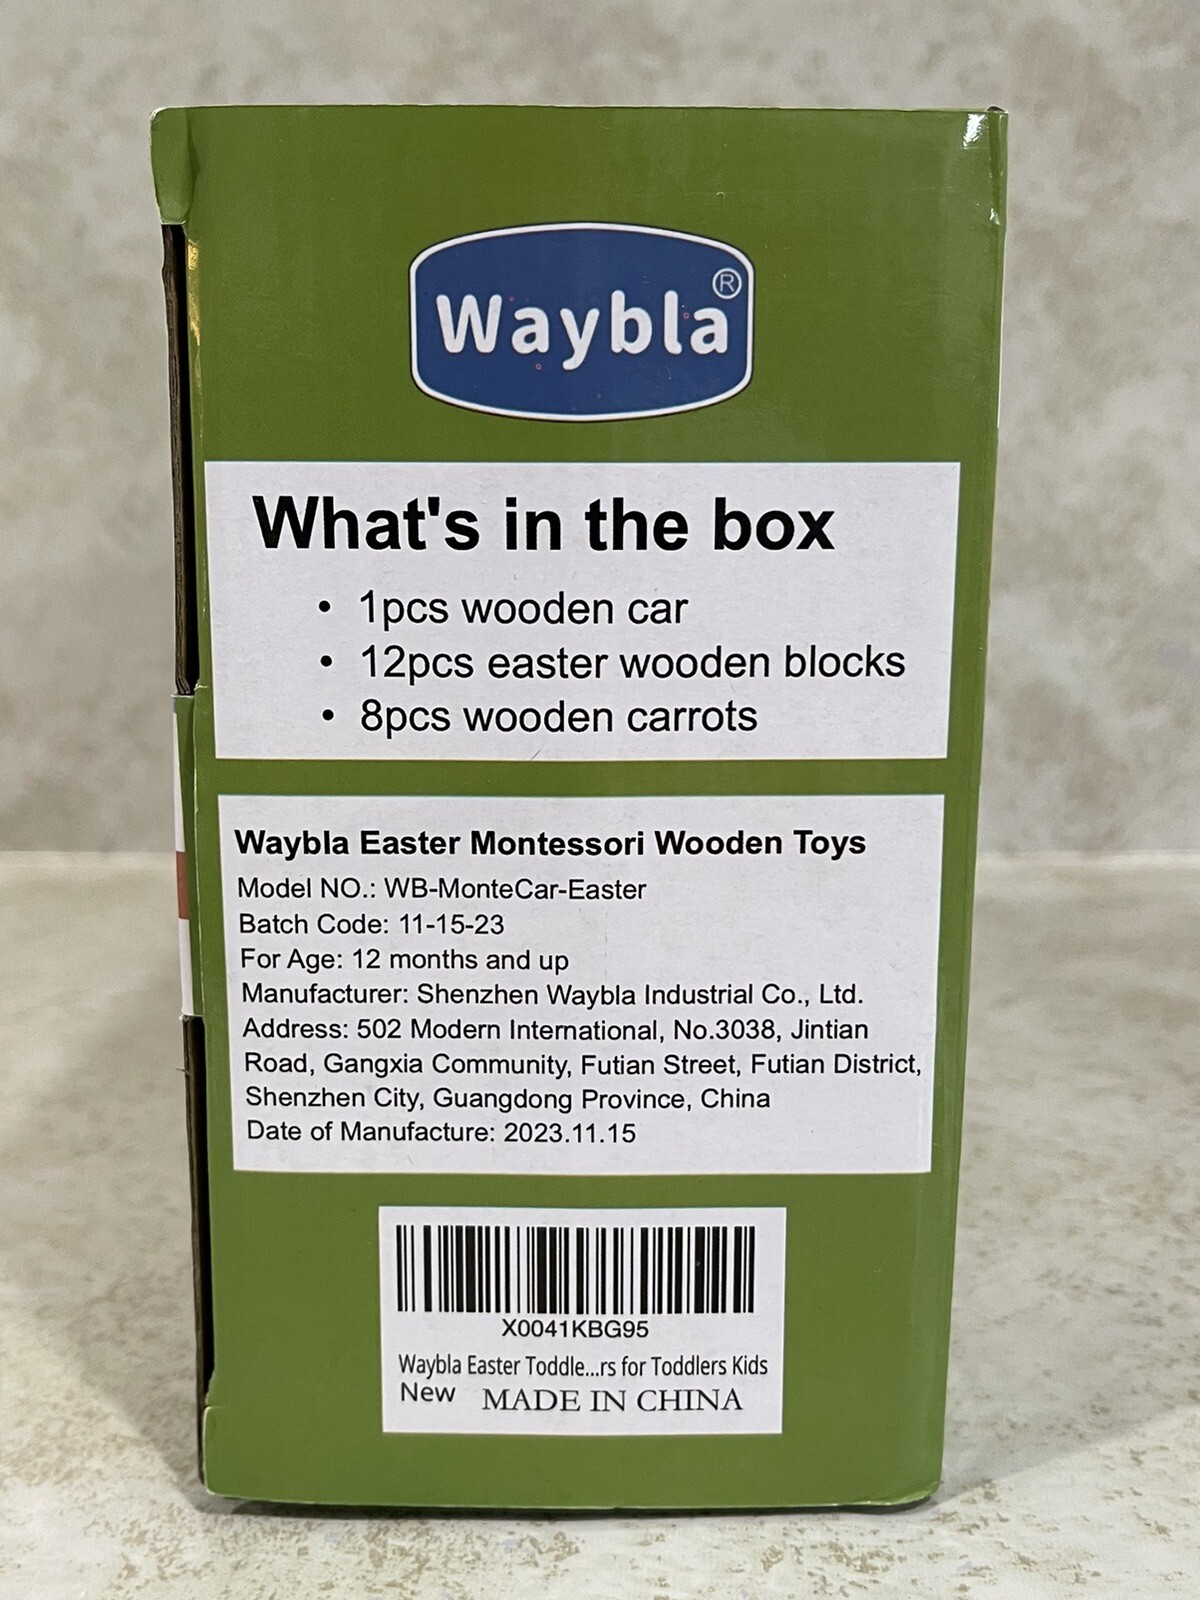 Waybla®
What's in the box
• 1pcs wooden car
• 12pcs easter wooden blocks
• 8pcs wooden carrots
Waybla Easter Montessori Wooden Toys
Model NO.: WB-MonteCar-Easter
Batch Code: 11-15-23
For Age: 12 months and up
Manufacturer: Shenzhen Waybla Industrial Co., Ltd.
Address: 502 Modern International, No.3038, Jintian
Road, Gangxia Community, Futian Street, Futian District,
Shenzhen City, Guangdong Province, China
Date of Manufacture: 2023.11.15
X0041KBG95
Waybla Easter Toddle...rs for Toddlers Kids
New MADE IN CHINA